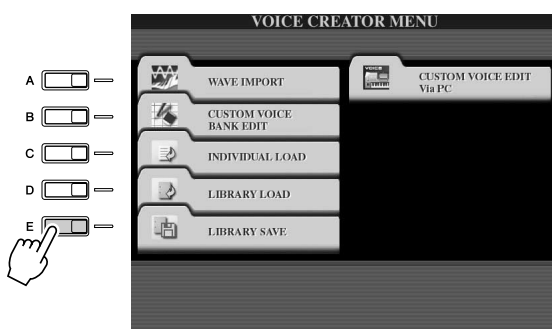 VOICE CREATOR MENU
A
WAVE IMPORT
B
CUSTOM VOICE
BANK EDIT
C
INDIVIDUAL LOAD
D
LIBRARY LOAD
E
LIBRARY SAVE
VOICE
CUSTOM VOICE EDIT
Via PC